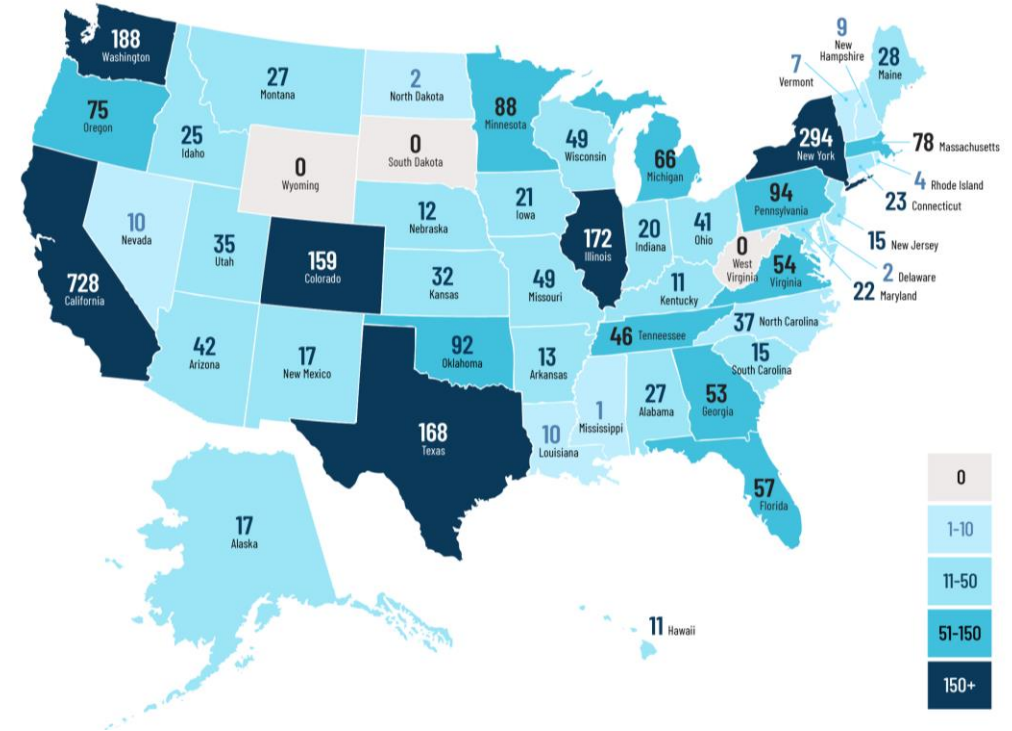 188
Washington
75
Oregon
728
California
10
Nevada
25
Idaho
27
Montana
0
Wyoming
35
Utah
159
Colorado
42
Arizona
17
New Mexico
2
North Dakota
0
South Dakota
12
Nebraska
32
Kansas
92
Oklahoma
168
Texas
88
Minnesota
21
Iowa
49
Missouri
13
Arkansas
10
Louisiana
49
Wisconsin
172
Illinois
66
Michigan
20
Indiana
41
Ohio
11
Kentucky
46 Tenneessee
1
Mississippi
27
Alabama
53
Georgia
57
Florida
15
South Carolina
37 North Carolina
54
Virginia
0
West
Virginia
94
Pennsylvania
294
New York
7
Vermont
9
New
Hampshire
28
Maine
78 Massachusetts
4 Rhode Island
23 Connecticut
15 New Jersey
2 Delaware
22 Maryland
17
Alaska
11 Hawaii
0
1-10
11-50
51-150
150+